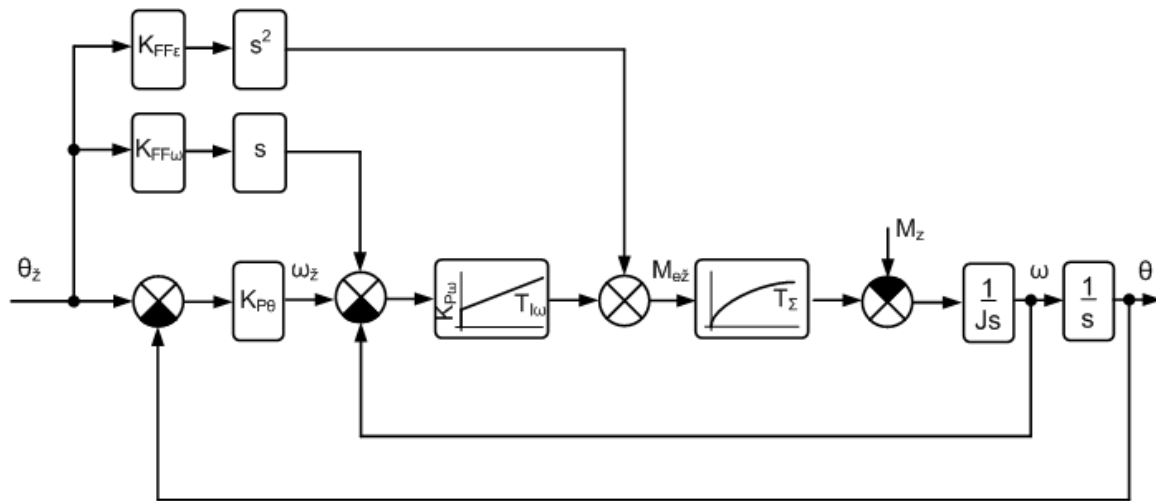 K_FFε s²
K_FFω s
M_z
θ_ž K_Pθ ω_ž K_Pω T_Iω M_ež T_Σ 1/Js ω 1/s θ